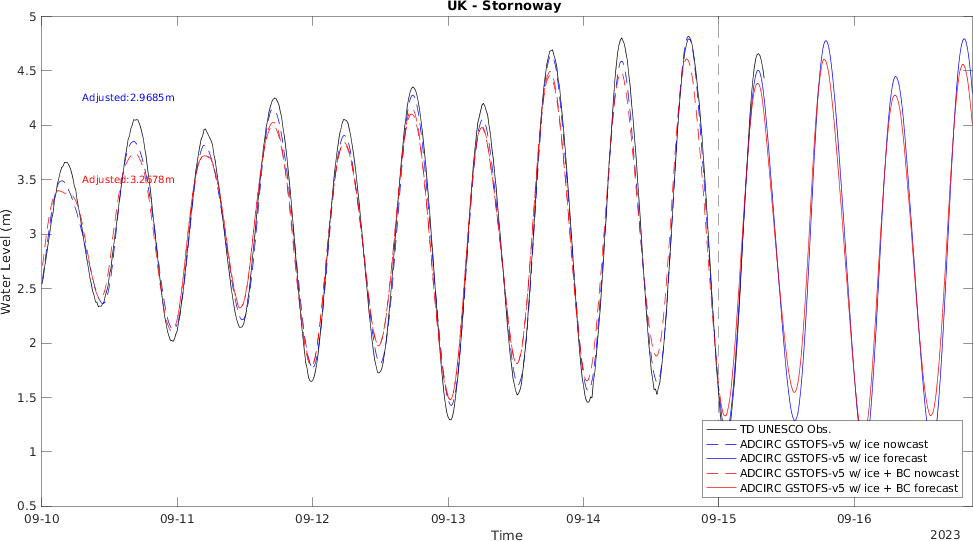 UK - Stornoway
5
4.5
4
3.5
3
2.5
2
1.5
1
0.5
Water Level (m)
Adjusted:2.9685m
Adjusted:3.2678m
TD UNESCO Obs.
ADCIRC GSTOFS-v5 w/ ice nowcast
ADCIRC GSTOFS-v5 w/ ice forecast
ADCIRC GSTOFS-v5 w/ ice + BC nowcast
ADCIRC GSTOFS-v5 w/ ice + BC forecast
09-10 09-11 09-12 09-13 09-14 09-15 09-16
Time
2023